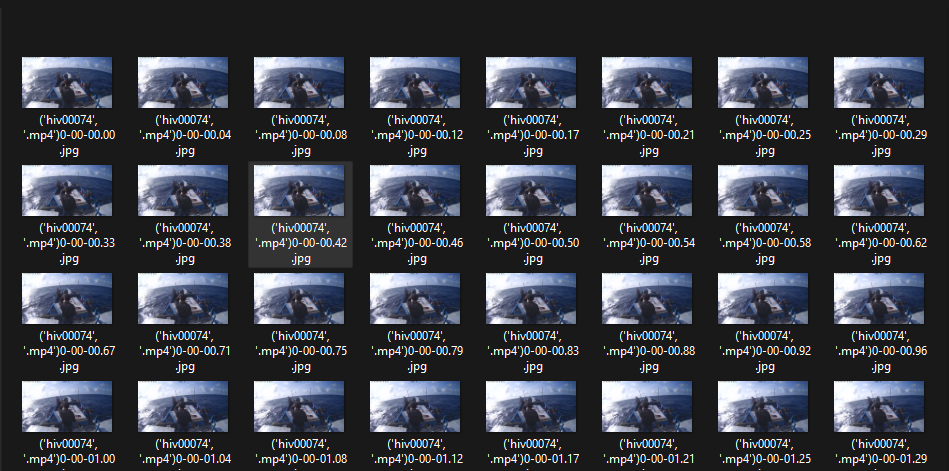 ('hiv00074', ('hiv00074', ('hiv00074', ('hiv00074', ('hiv00074', ('hiv00074', ('hiv00074', ('hiv00074',
'.mp4')0-00-00.00 '.mp4')0-00-00.04 '.mp4')0-00-00.08 '.mp4')0-00-00.12 '.mp4')0-00-00.17 '.mp4')0-00-00.21 '.mp4')0-00-00.25 '.mp4')0-00-00.29
.jpg .jpg .jpg .jpg .jpg .jpg .jpg .jpg
('hiv00074', ('hiv00074', ('hiv00074', ('hiv00074', ('hiv00074', ('hiv00074', ('hiv00074', ('hiv00074',
'.mp4')0-00-00.33 '.mp4')0-00-00.38 '.mp4')0-00-00.42 '.mp4')0-00-00.46 '.mp4')0-00-00.50 '.mp4')0-00-00.54 '.mp4')0-00-00.58 '.mp4')0-00-00.62
.jpg .jpg .jpg .jpg .jpg .jpg .jpg .jpg
('hiv00074', ('hiv00074', ('hiv00074', ('hiv00074', ('hiv00074', ('hiv00074', ('hiv00074', ('hiv00074',
'.mp4')0-00-00.67 '.mp4')0-00-00.71 '.mp4')0-00-00.75 '.mp4')0-00-00.79 '.mp4')0-00-00.83 '.mp4')0-00-00.88 '.mp4')0-00-00.92 '.mp4')0-00-00.96
.jpg .jpg .jpg .jpg .jpg .jpg .jpg .jpg
('hiv00074', ('hiv00074', ('hiv00074', ('hiv00074', ('hiv00074', ('hiv00074', ('hiv00074', ('hiv00074',
'.mp4')0-00-01.00 '.mp4')0-00-01.04 '.mp4')0-00-01.08 '.mp4')0-00-01.12 '.mp4')0-00-01.17 '.mp4')0-00-01.21 '.mp4')0-00-01.25 '.mp4')0-00-01.29